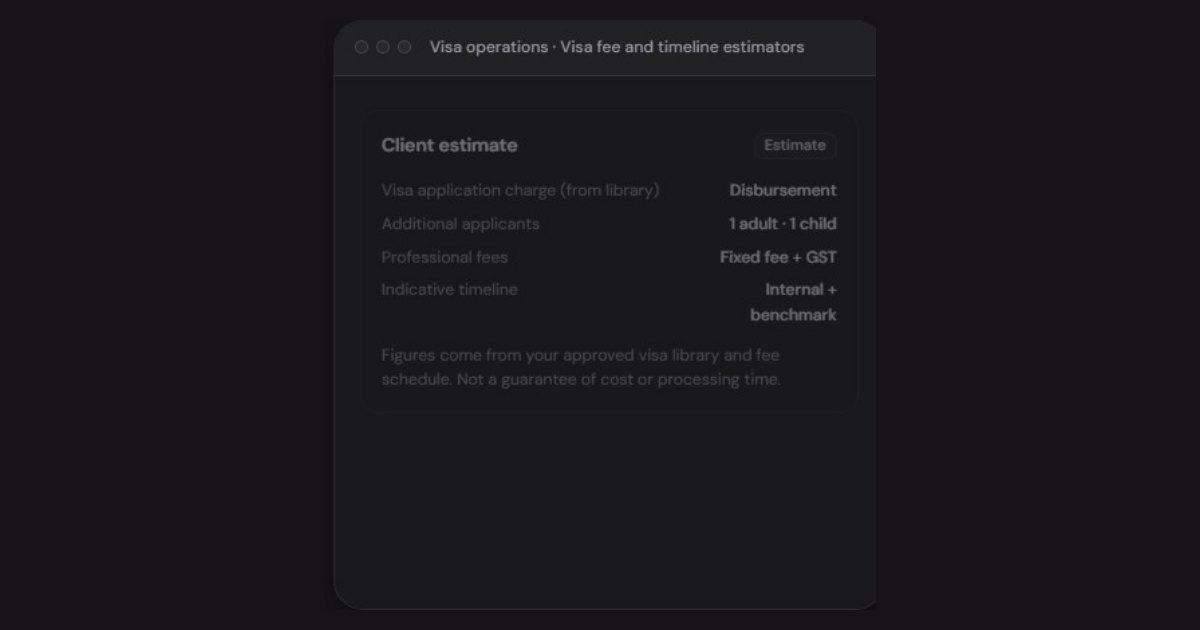 Visa operations · Visa fee and timeline estimators
Client estimate
Estimate
Visa application charge (from library)
Disbursement
Additional applicants
1 adult · 1 child
Professional fees
Fixed fee + GST
Indicative timeline
Internal +
benchmark
Figures come from your approved visa library and fee
schedule. Not a guarantee of cost or processing time.